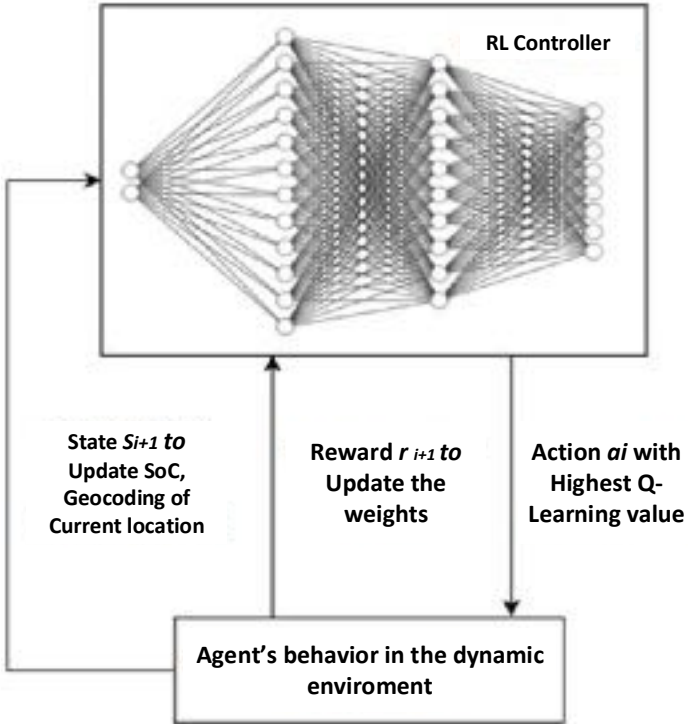 RL Controller
State Si+1 to
Update SoC,
Geocoding of
Current location
Reward r i+1 to
Update the
weights
Action ai with
Highest Q-
Learning value
Agent's behavior in the dynamic
enviroment